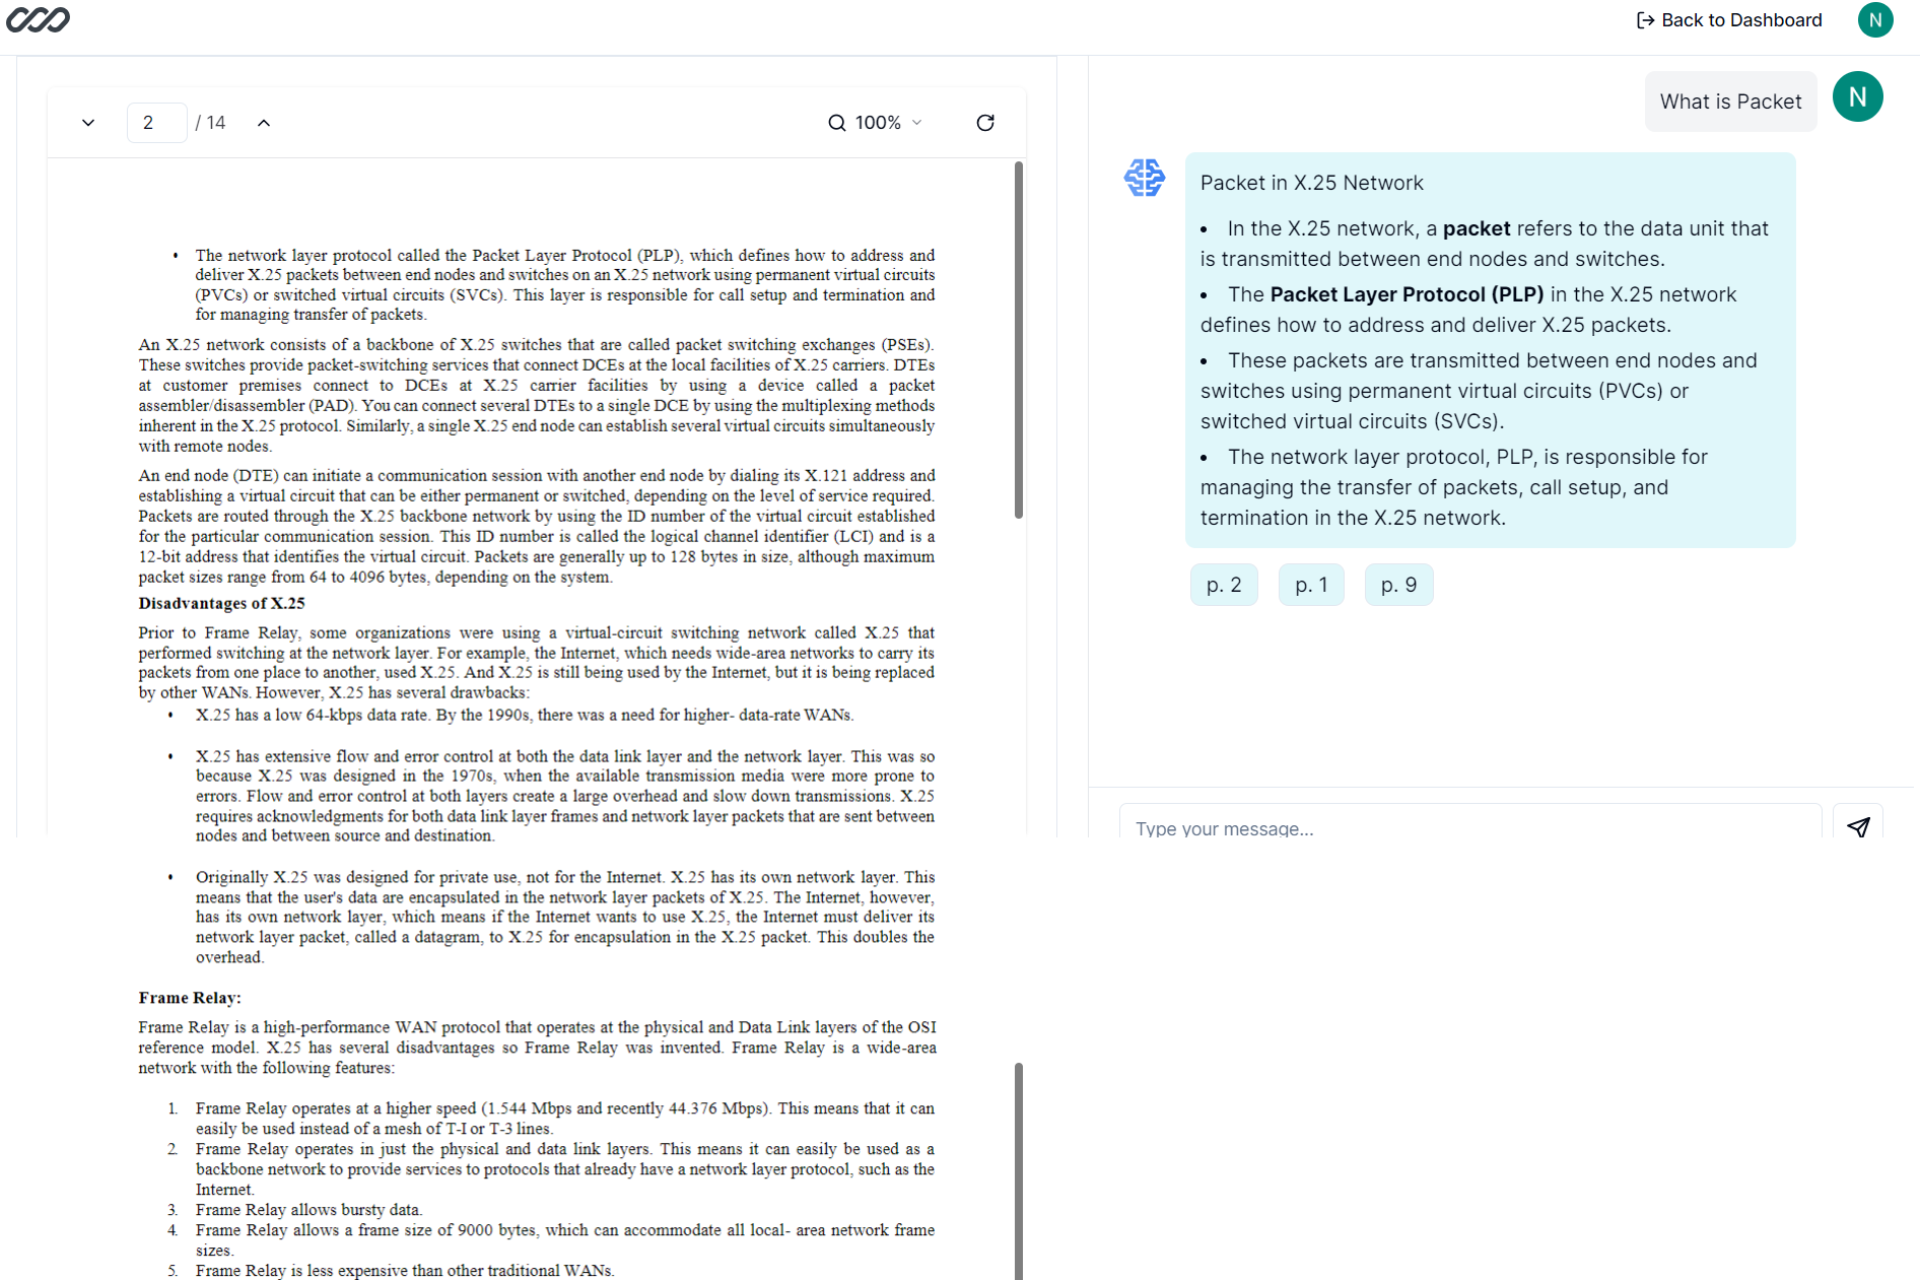 Back to Dashboard
N
2 / 14
100%
• The network layer protocol called the Packet Layer Protocol (PLP), which defines how to address and
deliver X.25 packets between end nodes and switches on an X.25 network using permanent virtual circuits
(PVCs) or switched virtual circuits (SVCs). This layer is responsible for call setup and termination and
for managing transfer of packets.
An X.25 network consists of a backbone of X.25 switches that are called packet switching exchanges (PSEs).
These switches provide packet-switching services that connect DCEs at the local facilities of X.25 carriers. DTEs
at customer premises connect to DCEs at X.25 carrier facilities by using a device called a packet
assembler/disassembler (PAD). You can connect several DTEs to a single DCE by using the multiplexing methods
inherent in the X.25 protocol. Similarly, a single X.25 end node can establish several virtual circuits simultaneously
with remote nodes.
An end node (DTE) can initiate a communication session with another end node by dialing its X.121 address and
establishing a virtual circuit that can be either permanent or switched, depending on the level of service required.
Packets are routed through the X.25 backbone network by using the ID number of the virtual circuit established
for the particular communication session. This ID number is called the logical channel identifier (LCI) and is a
12-bit address that identifies the virtual circuit. Packets are generally up to 128 bytes in size, although maximum
packet sizes range from 64 to 4096 bytes, depending on the system.
Disadvantages of X.25
Prior to Frame Relay, some organizations were using a virtual-circuit switching network called X.25 that
performed switching at the network layer. For example, the Internet, which needs wide-area networks to carry its
packets from one place to another, used X.25. And X.25 is still being used by the Internet, but it is being replaced
by other WANs. However, X.25 has several drawbacks:
• X.25 has a low 64-kbps data rate. By the 1990s, there was a need for higher- data-rate WANs.
• X.25 has extensive flow and error control at both the data link layer and the network layer. This was so
because X.25 was designed in the 1970s, when the available transmission media were more prone to
errors. Flow and error control at both layers create a large overhead and slow down transmissions. X.25
requires acknowledgments for both data link layer frames and network layer packets that are sent between
nodes and between source and destination.
• Originally X.25 was designed for private use, not for the Internet. X.25 has its own network layer. This
means that the user's data are encapsulated in the network layer packets of X.25. The Internet, however,
has its own network layer, which means if the Internet wants to use X.25, the Internet must deliver its
network layer packet, called a datagram, to X.25 for encapsulation in the X.25 packet. This doubles the
overhead.
Frame Relay:
Frame Relay is a high-performance WAN protocol that operates at the physical and Data Link layers of the OSI
reference model. X.25 has several disadvantages so Frame Relay was invented. Frame Relay is a wide-area
network with the following features:
1. Frame Relay operates at a higher speed (1.544 Mbps and recently 44.376 Mbps). This means that it can
easily be used instead of a mesh of T-I or T-3 lines.
2. Frame Relay operates in just the physical and data link layers. This means it can easily be used as a
backbone network to provide services to protocols that already have a network layer protocol, such as the
Internet.
3. Frame Relay allows bursty data.
4. Frame Relay allows a frame size of 9000 bytes, which can accommodate all local- area network frame
sizes.
5. Frame Relay is less expensive than other traditional WANs.
What is Packet
N
Packet in X.25 Network
• In the X.25 network, a packet refers to the data unit that
is transmitted between end nodes and switches.
• The Packet Layer Protocol (PLP) in the X.25 network
defines how to address and deliver X.25 packets.
• These packets are transmitted between end nodes and
switches using permanent virtual circuits (PVCs) or
switched virtual circuits (SVCs).
• The network layer protocol, PLP, is responsible for
managing the transfer of packets, call setup, and
termination in the X.25 network.
p. 2 p. 1 p. 9
Type your message...